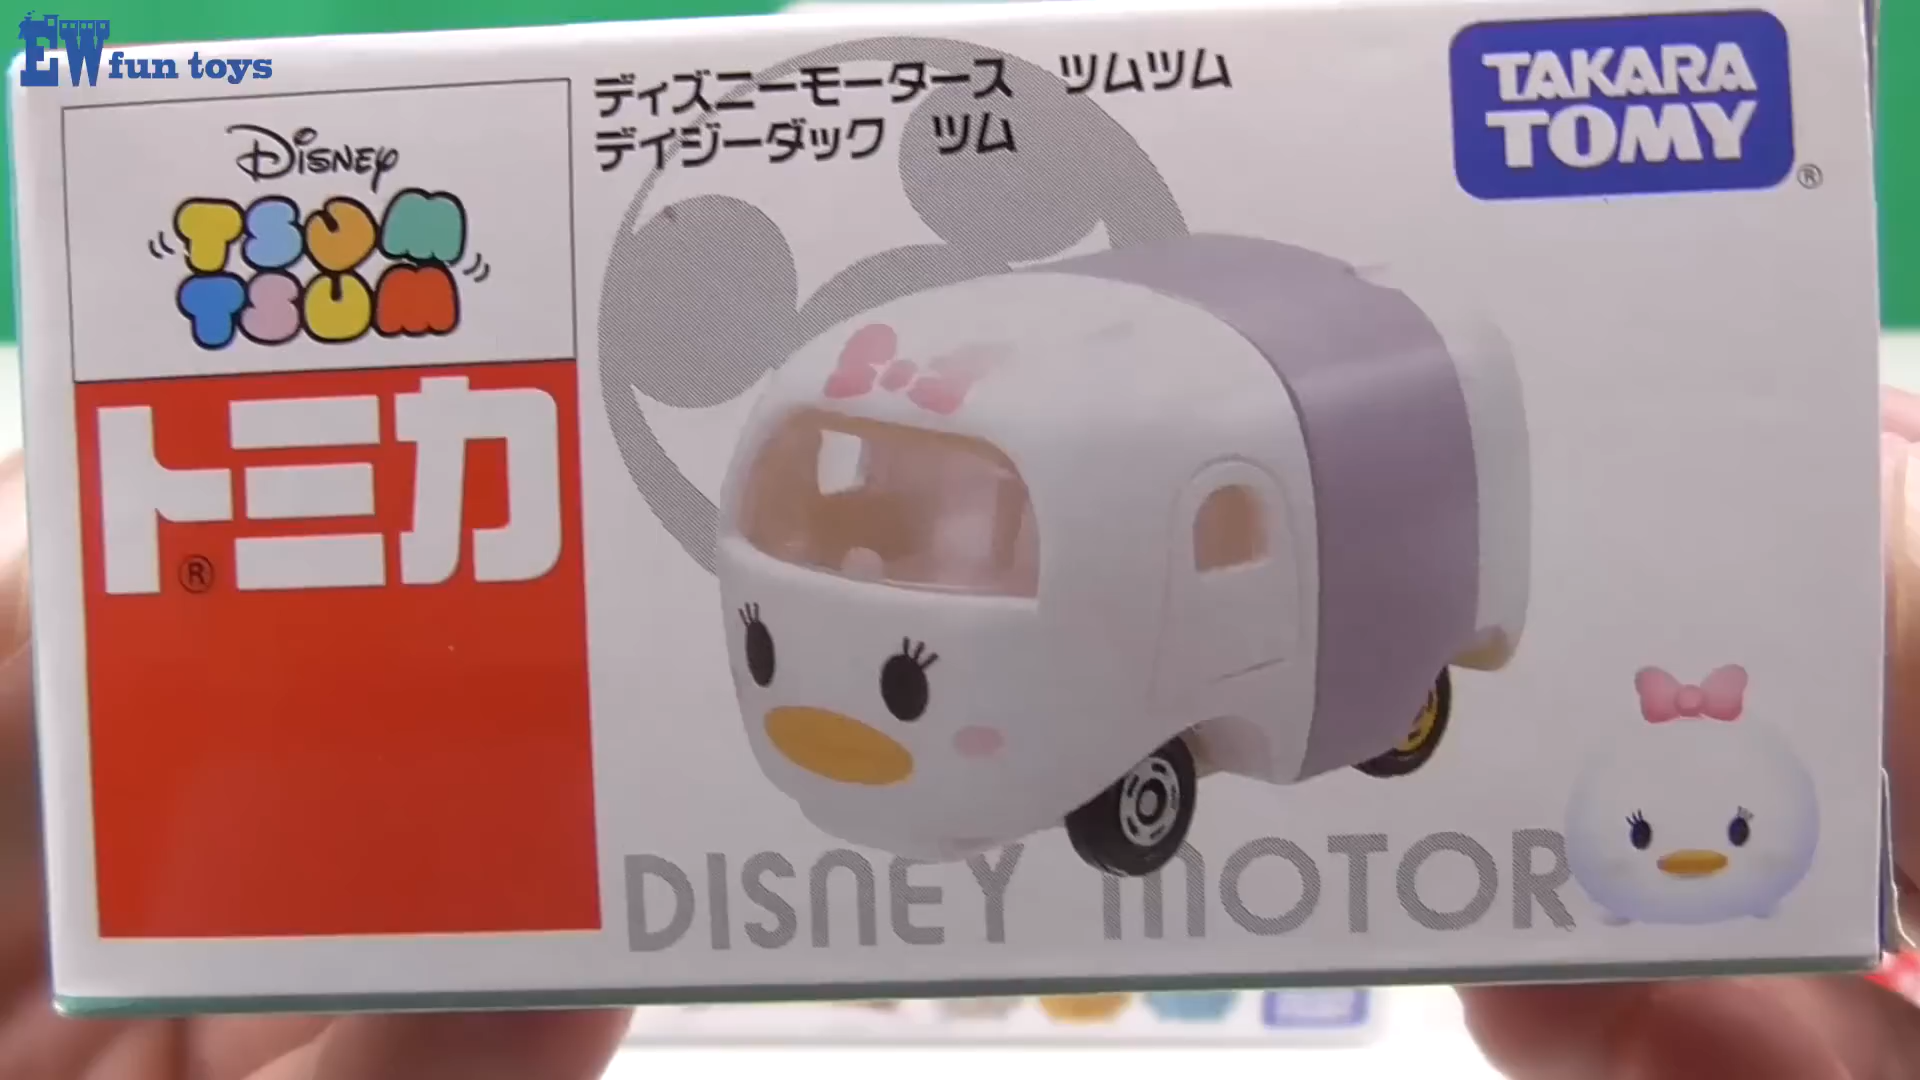 EW fun toys
Disney
TSUM
TSUM
トミカ
®
ディズニーモータース ツムツム
デイジーダック ツム
TAKARA
TOMY
®
DISNEY MOTOR